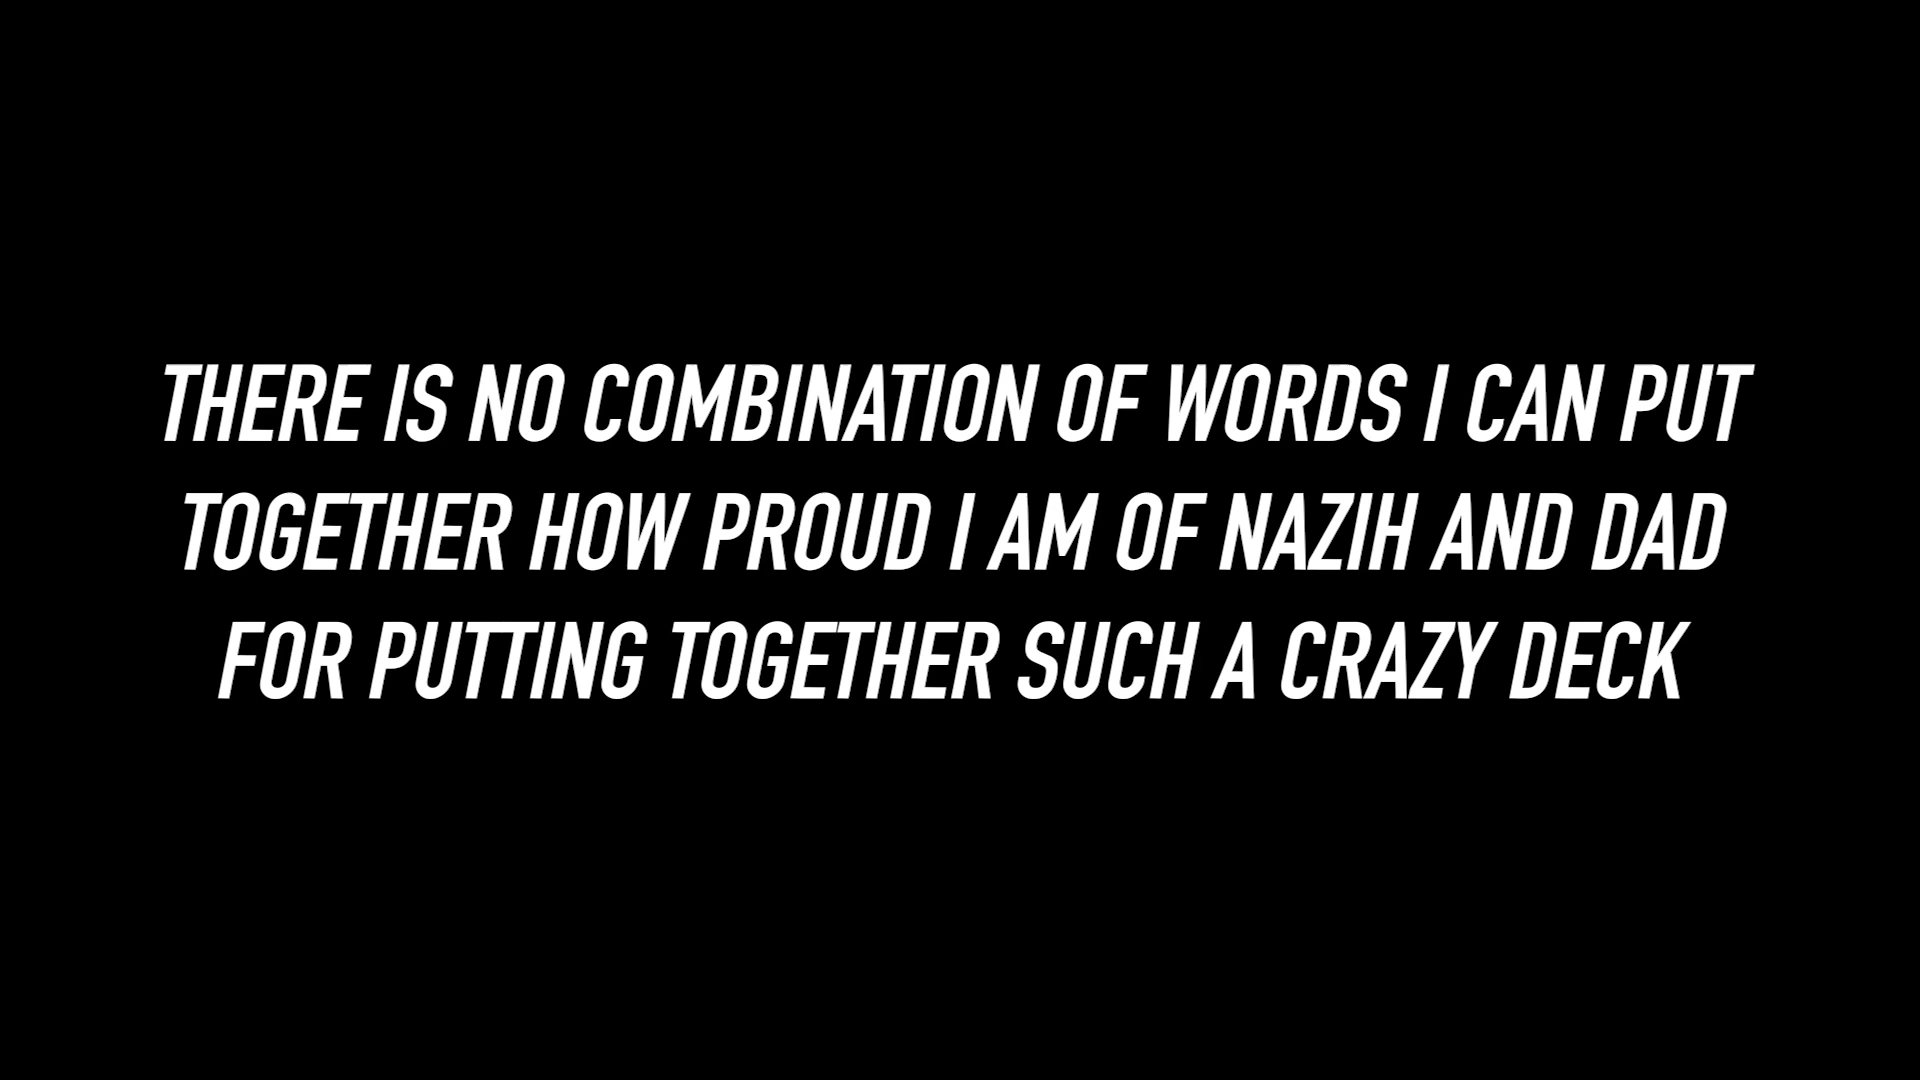 THERE IS NO COMBINATION OF WORDS I CAN PUT
TOGETHER HOW PROUD I AM OF NAZIH AND DAD
FOR PUTTING TOGETHER SUCH A CRAZY DECK